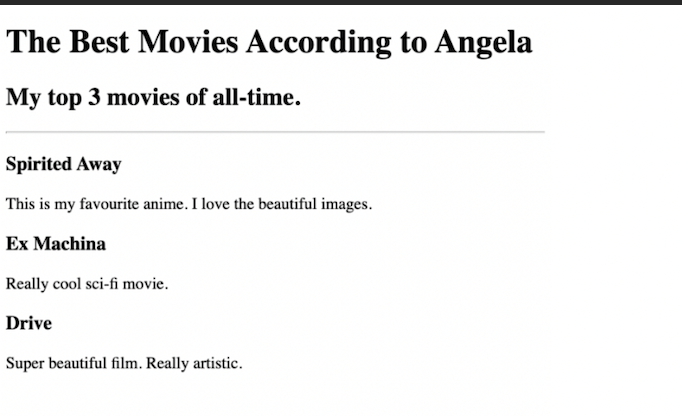 The Best Movies According to Angela
My top 3 movies of all-time.
Spirited Away
This is my favourite anime. I love the beautiful images.
Ex Machina
Really cool sci-fi movie.
Drive
Super beautiful film. Really artistic.